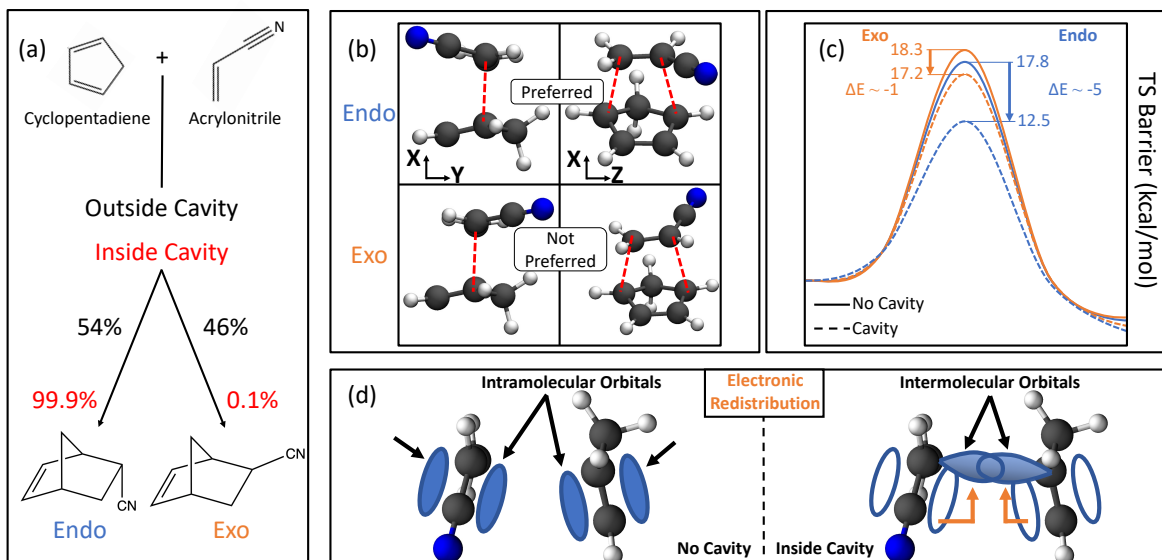 (a)
N
+
Cyclopentadiene
Acrylonitrile
Outside Cavity
Inside Cavity
54%
46%
99.9%
0.1%
CN
CN
Endo
Exo
(b)
Endo
Preferred
X
Y
X
Z
Exo
Not
Preferred
(c)
Exo
Endo
18.3
17.8
17.2
ΔE ~ -1
ΔE ~ -5
12.5
No Cavity
Cavity
TS Barrier (kcal/mol)
(d)
Intramolecular Orbitals
Electronic
Redistribution
Intermolecular Orbitals
No Cavity
Inside Cavity